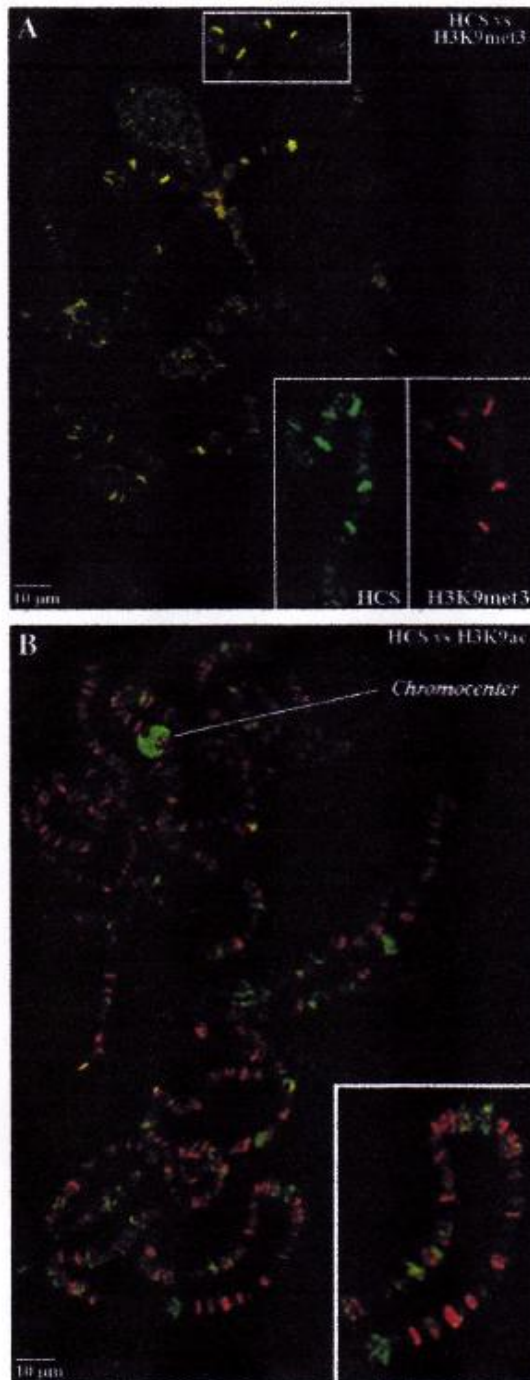 A
HCS vs
H3K9met3
HCS
H3K9met3
10 µm
B
HCS vs H3K9ac
Chromocenter
10 µm